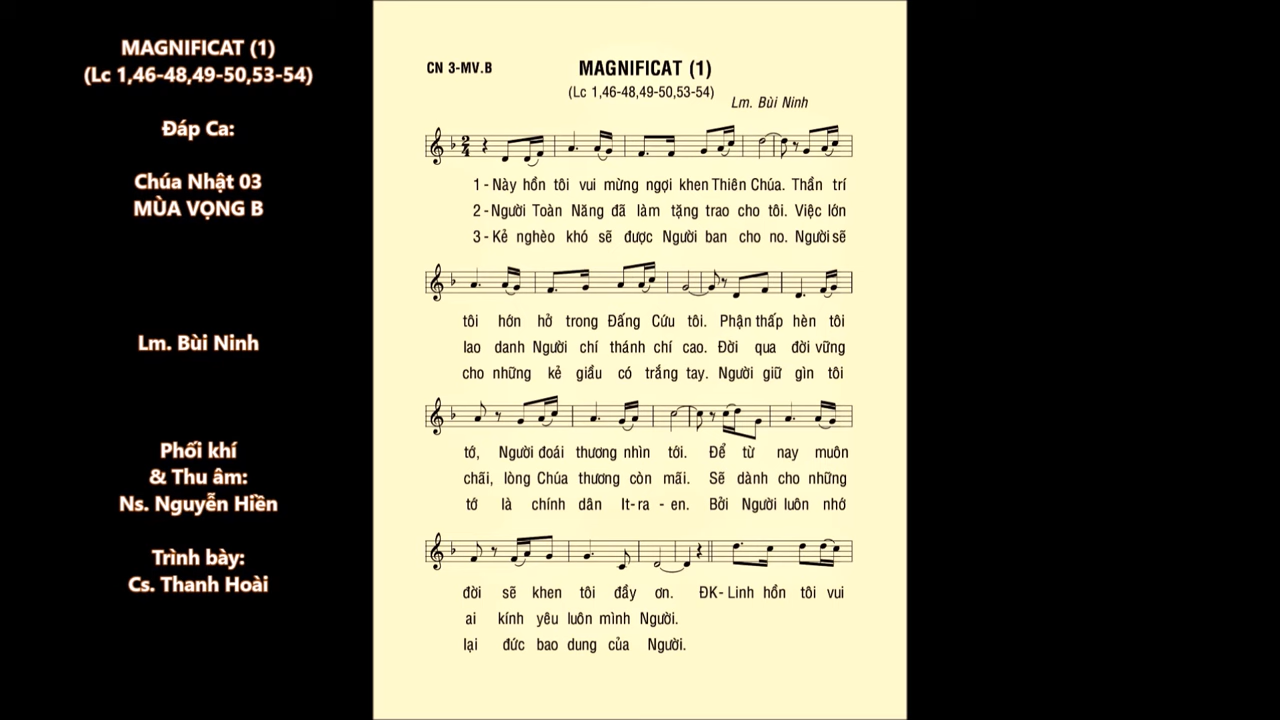 MAGNIFICAT (1)
(Lc 1,46-48,49-50,53-54)
Đáp Ca:
Chúa Nhật 03
MÙA VỌNG B
Lm. Bùi Ninh
Phối khí
& Thu âm:
Ns. Nguyễn Hiền
Trình bày:
Cs. Thanh Hoài
CN 3-MV.B
MAGNIFICAT (1)
(Lc 1,46-48,49-50,53-54)
Lm. Bùi Ninh
1 - Này hồn tôi vui mừng ngợi khen Thiên Chúa. Thần trí
2 - Người Toàn Năng đã làm tặng trao cho tôi. Việc lớn
3 - Kẻ nghèo khó sẽ được Người ban cho no. Người sẽ
tôi hớn hở trong Đấng Cứu tôi. Phận thấp hèn tôi
lao danh Người chí thánh chí cao. Đời qua đời vững
cho những kẻ giầu có trắng tay. Người giữ gìn tôi
tớ, Người đoái thương nhìn tới. Để từ nay muôn
chãi, lòng Chúa thương còn mãi. Sẽ dành cho những
tớ là chính dân It-ra - en. Bởi Người luôn nhớ
đời sẽ khen tôi đầy ơn. ĐK- Linh hồn tôi vui
ai kính yêu luôn mình Người.
lại đức bao dung của Người.